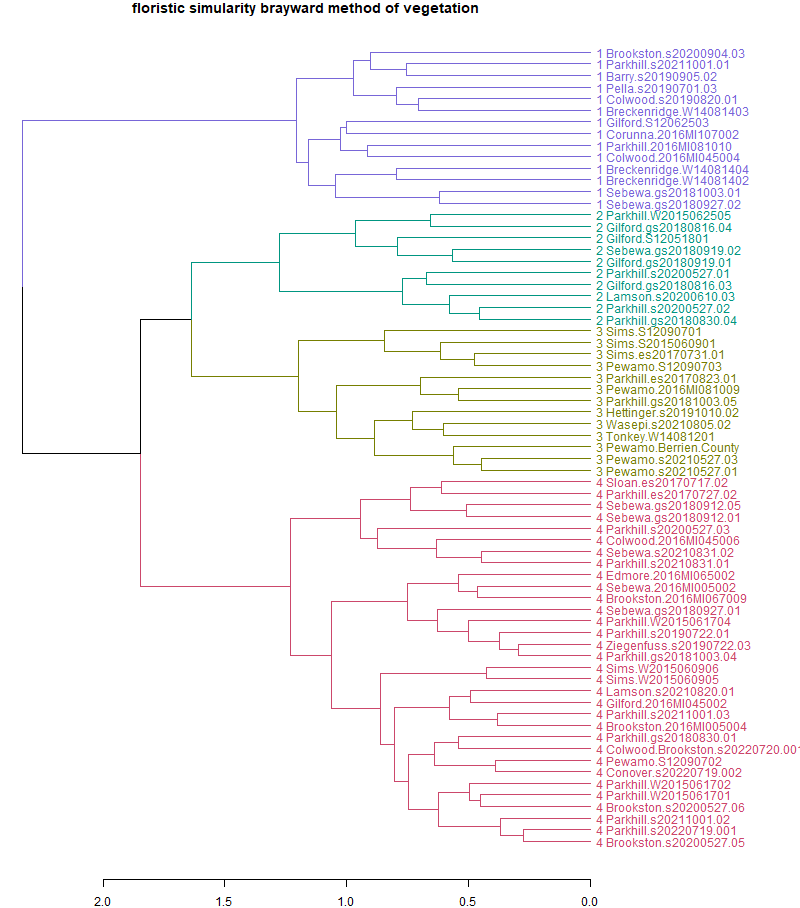 floristic simularity brayward method of vegetation
1 Brookston.s20200904.03
1 Parkhill.s20211001.01
1 Barry.s20190905.02
1 Pella.s20190701.03
1 Colwood.s20190820.01
1 Breckenridge.W14081403
1 Gilford.S12062503
1 Corunna.2016MI107002
1 Parkhill.2016MI081010
1 Colwood.2016MI045004
1 Breckenridge.W14081404
1 Breckenridge.W14081402
1 Sebewa.gs20181003.01
1 Sebewa.gs20180927.02
2 Parkhill.W2015062505
2 Gilford.gs20180816.04
2 Gilford.S12051801
2 Sebewa.gs20180919.02
2 Gilford.gs20180919.01
2 Parkhill.s20200527.01
2 Gilford.gs20180816.03
2 Lamson.s20200610.03
2 Parkhill.s20200527.02
2 Parkhill.gs20180830.04
3 Sims.S12090701
3 Sims.S2015060901
3 Sims.es20170731.01
3 Pewamo.S12090703
3 Parkhill.es20170823.01
3 Pewamo.2016MI081009
3 Parkhill.gs20181003.05
3 Hettinger.s20191010.02
3 Wasepi.s20210805.02
3 Tonkey.W14081201
3 Pewamo.Berrien.County
3 Pewamo.s20210527.03
3 Pewamo.s20210527.01
4 Sloan.es20170717.02
4 Parkhill.es20170727.02
4 Sebewa.gs20180912.05
4 Sebewa.gs20180912.01
4 Parkhill.s20200527.03
4 Colwood.2016MI045006
4 Sebewa.s20210831.02
4 Parkhill.s20210831.01
4 Edmore.2016MI065002
4 Sebewa.2016MI005002
4 Brookston.2016MI067009
4 Sebewa.gs20180927.01
4 Parkhill.W2015061704
4 Parkhill.s20190722.01
4 Ziegenfuss.s20190722.03
4 Parkhill.gs20181003.04
4 Sims.W2015060906
4 Sims.W2015060905
4 Lamson.s20210820.01
4 Gilford.2016MI045002
4 Parkhill.s20211001.03
4 Brookston.2016MI005004
4 Parkhill.gs20180830.01
4 Colwood.Brookston.s20220720.001
4 Pewamo.S12090702
4 Conover.s20220719.002
4 Parkhill.W2015061702
4 Parkhill.W2015061701
4 Brookston.s20200527.06
4 Parkhill.s20211001.02
4 Parkhill.s20220719.001
4 Brookston.s20200527.05
2.0 1.5 1.0 0.5 0.0